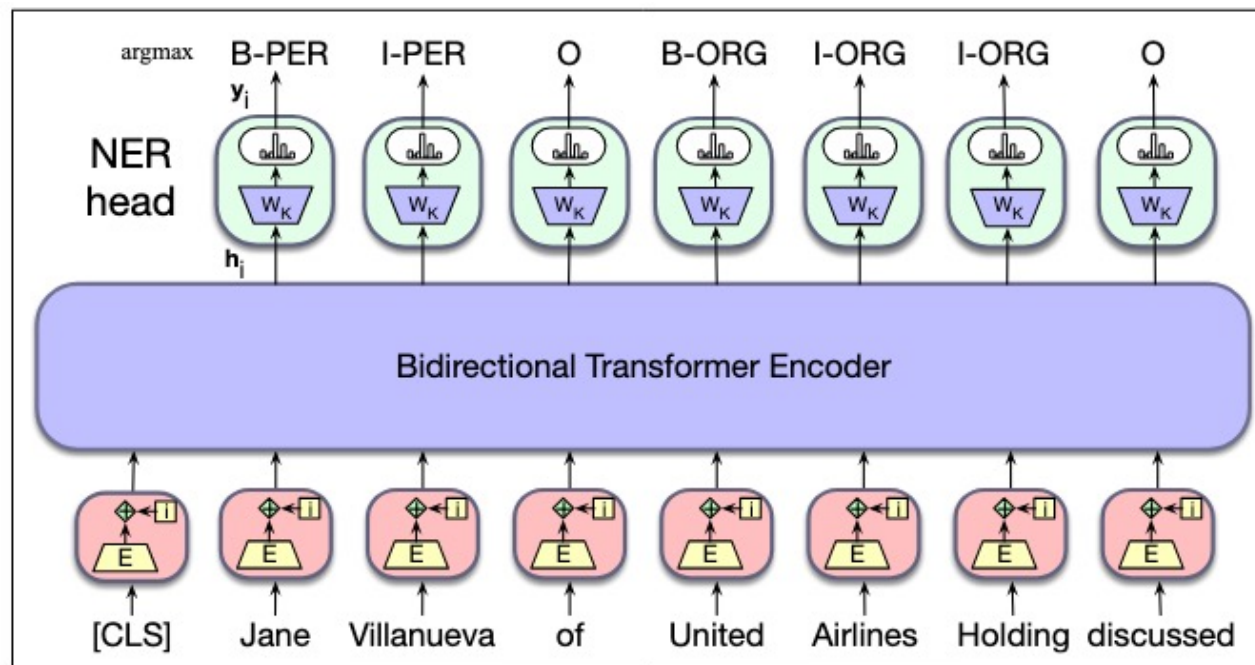 argmax B-PER I-PER O B-ORG I-ORG I-ORG O
yi
NER
head
WK WK WK WK WK WK WK
hi
Bidirectional Transformer Encoder
i i i i i i i i
E E E E E E E E
[CLS] Jane Villanueva of United Airlines Holding discussed